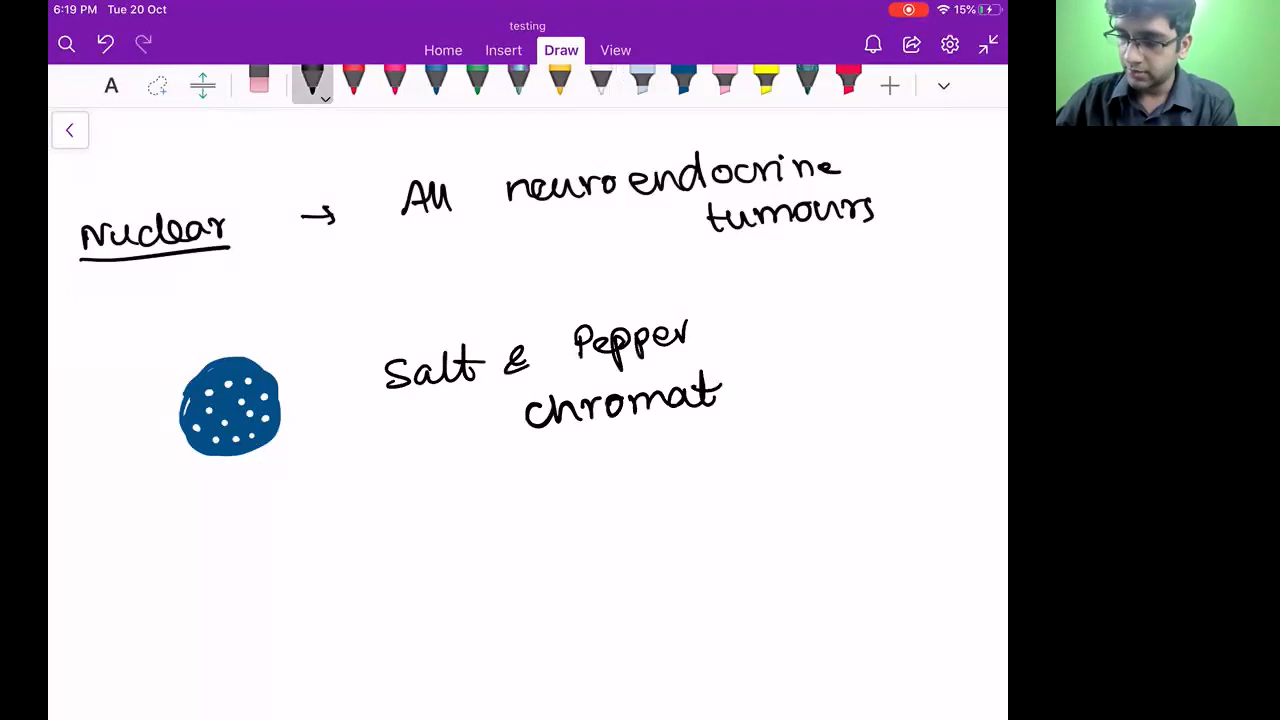 6:19 PM Tue 20 Oct
15%
testing
Home Insert Draw View
A
Nuclear → All neuroendocrine
tumours
Salt & Pepper
chromat